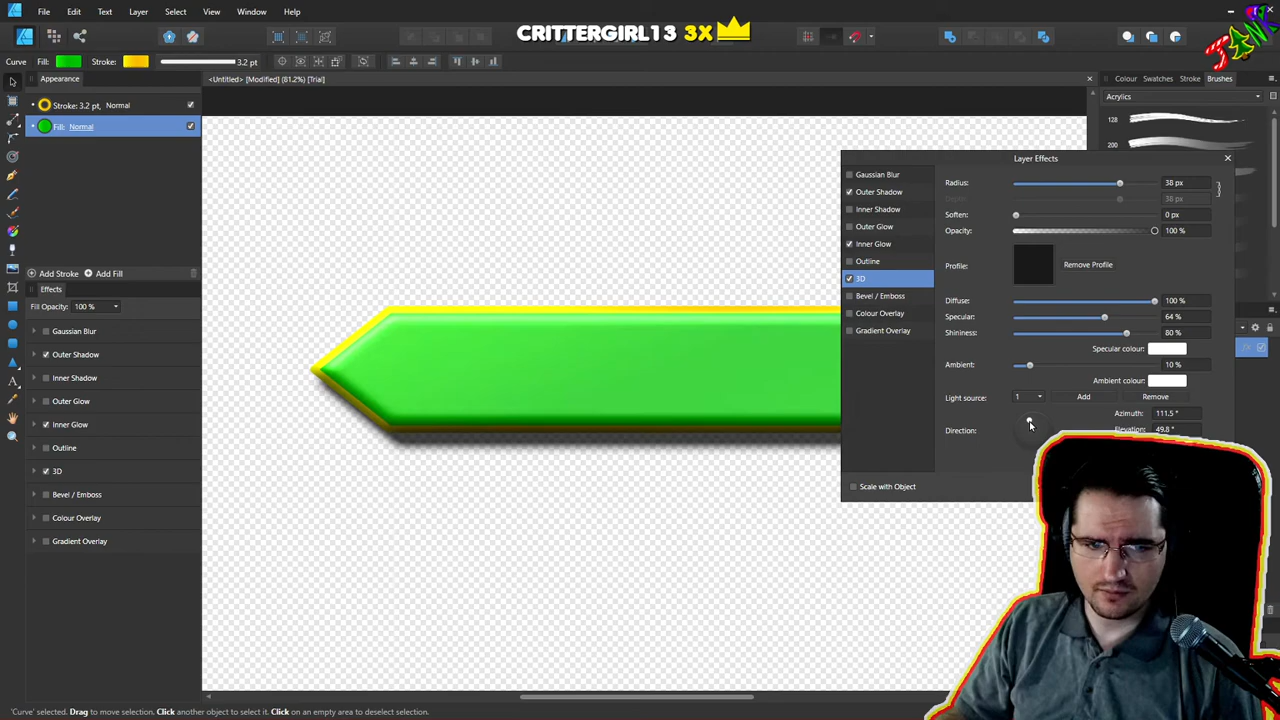 File Edit Text Layer Select View Window Help
CRITTERGIRL13 3X
JANK
Curve Fill: Stroke: 3.2 pt
Appearance
<Untitled> [Modified] (81.2%) [Trial]
Colour Swatches Stroke Brushes
Acrylics
128
200
Stroke: 3.2 pt, Normal
Fill: Normal
Add Stroke Add Fill
Effects
Fill Opacity: 100 %
Gaussian Blur
Outer Shadow
Inner Shadow
Outer Glow
Inner Glow
Outline
3D
Bevel / Emboss
Colour Overlay
Gradient Overlay
Layer Effects
Gaussian Blur
Outer Shadow
Inner Shadow
Outer Glow
Inner Glow
Outline
3D
Bevel / Emboss
Colour Overlay
Gradient Overlay
Radius: 38 px
Depth: 38 px
Soften: 0 px
Opacity: 100 %
Profile: Remove Profile
Diffuse: 100 %
Specular: 64 %
Shininess: 80 %
Specular colour:
Ambient: 10 %
Ambient colour:
Light source: 1 Add Remove
Azimuth: 111.5 °
Direction: Elevation: 49.8 °
Scale with Object
'Curve' selected. Drag to move selection. Click another object to select it. Click on an empty area to deselect selection.